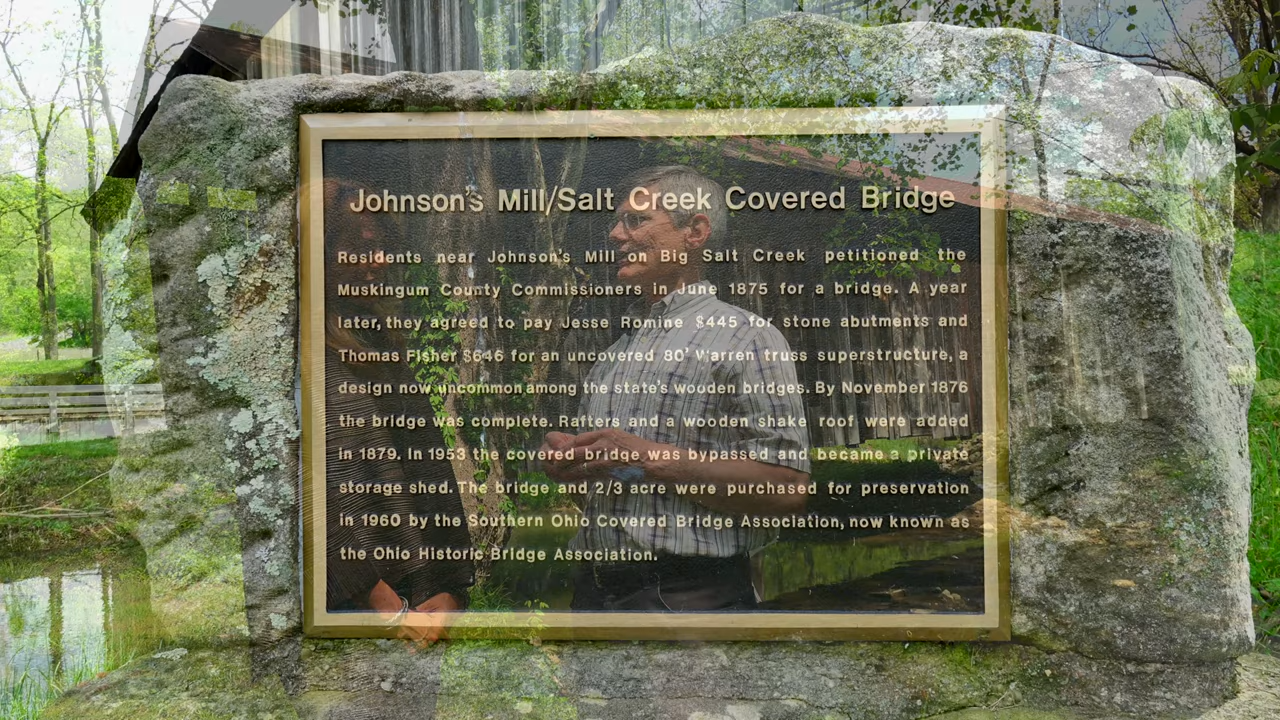 Johnson's Mill/Salt Creek Covered Bridge
Residents near Johnson's Mill on Big Salt Creek petitioned the
Muskingum County Commissioners in June 1875 for a bridge. A year
later, they agreed to pay Jesse Romine $445 for stone abutments and
Thomas Fisher $646 for an uncovered 80' Warren truss superstructure, a
design now uncommon among the state's wooden bridges. By November 1876
the bridge was complete. Rafters and a wooden shake roof were added
in 1879. In 1953 the covered bridge was bypassed and became a private
storage shed. The bridge and 2/3 acre were purchased for preservation
in 1960 by the Southern Ohio Covered Bridge Association, now known as
the Ohio Historic Bridge Association.